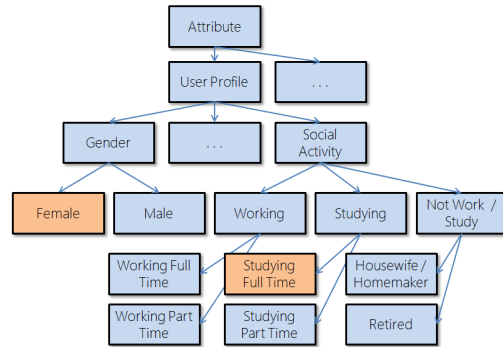 Attribute
User Profile
. . .
Gender
. . .
Social
Activity
Female
Male
Working
Studying
Not Work /
Study
Working Full
Time
Studying
Full Time
Housewife /
Homemaker
Working Part
Time
Studying
Part Time
Retired